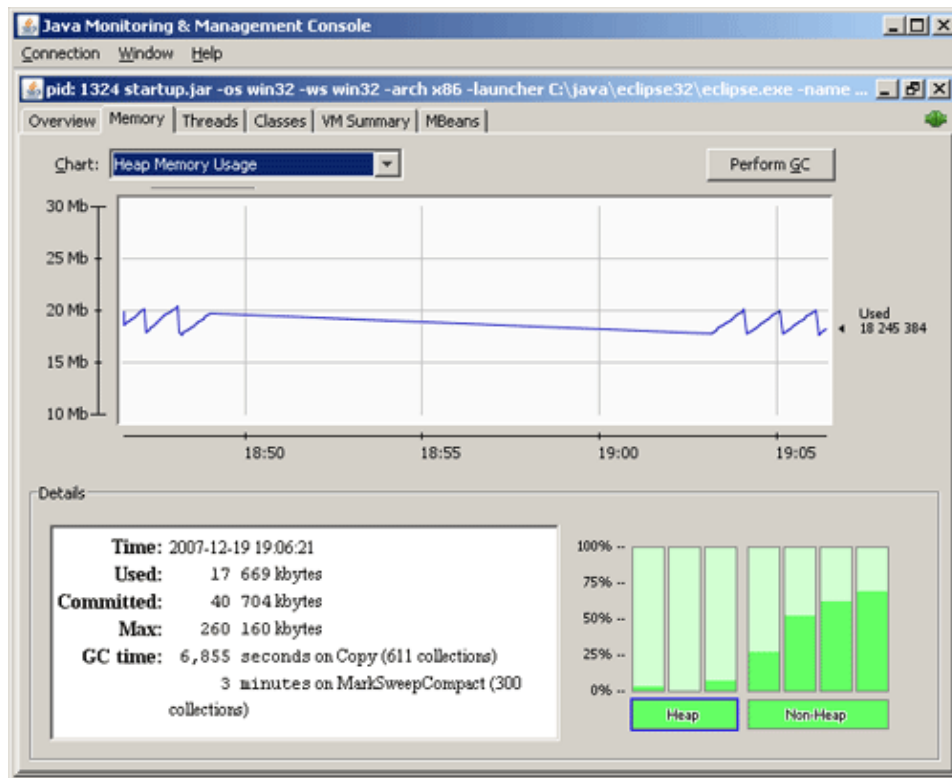 Java Monitoring & Management Console
Connection Window Help
pid: 1324 startup.jar -os win32 -ws win32 -arch x86 -launcher C:\java\eclipse32\eclipse.exe -name ...
Overview Memory Threads Classes VM Summary MBeans
Chart: Heap Memory Usage Perform GC
30 Mb
25 Mb
20 Mb
15 Mb
10 Mb
Used
18 245 384
18:50 18:55 19:00 19:05
Details
Time: 2007-12-19 19:06:21
Used: 17 669 kbytes
Committed: 40 704 kbytes
Max: 260 160 kbytes
GC time: 6,855 seconds on Copy (611 collections)
3 minutes on MarkSweepCompact (300
collections)
100% --
75% --
50% --
25% --
0% --
Heap Non-Heap